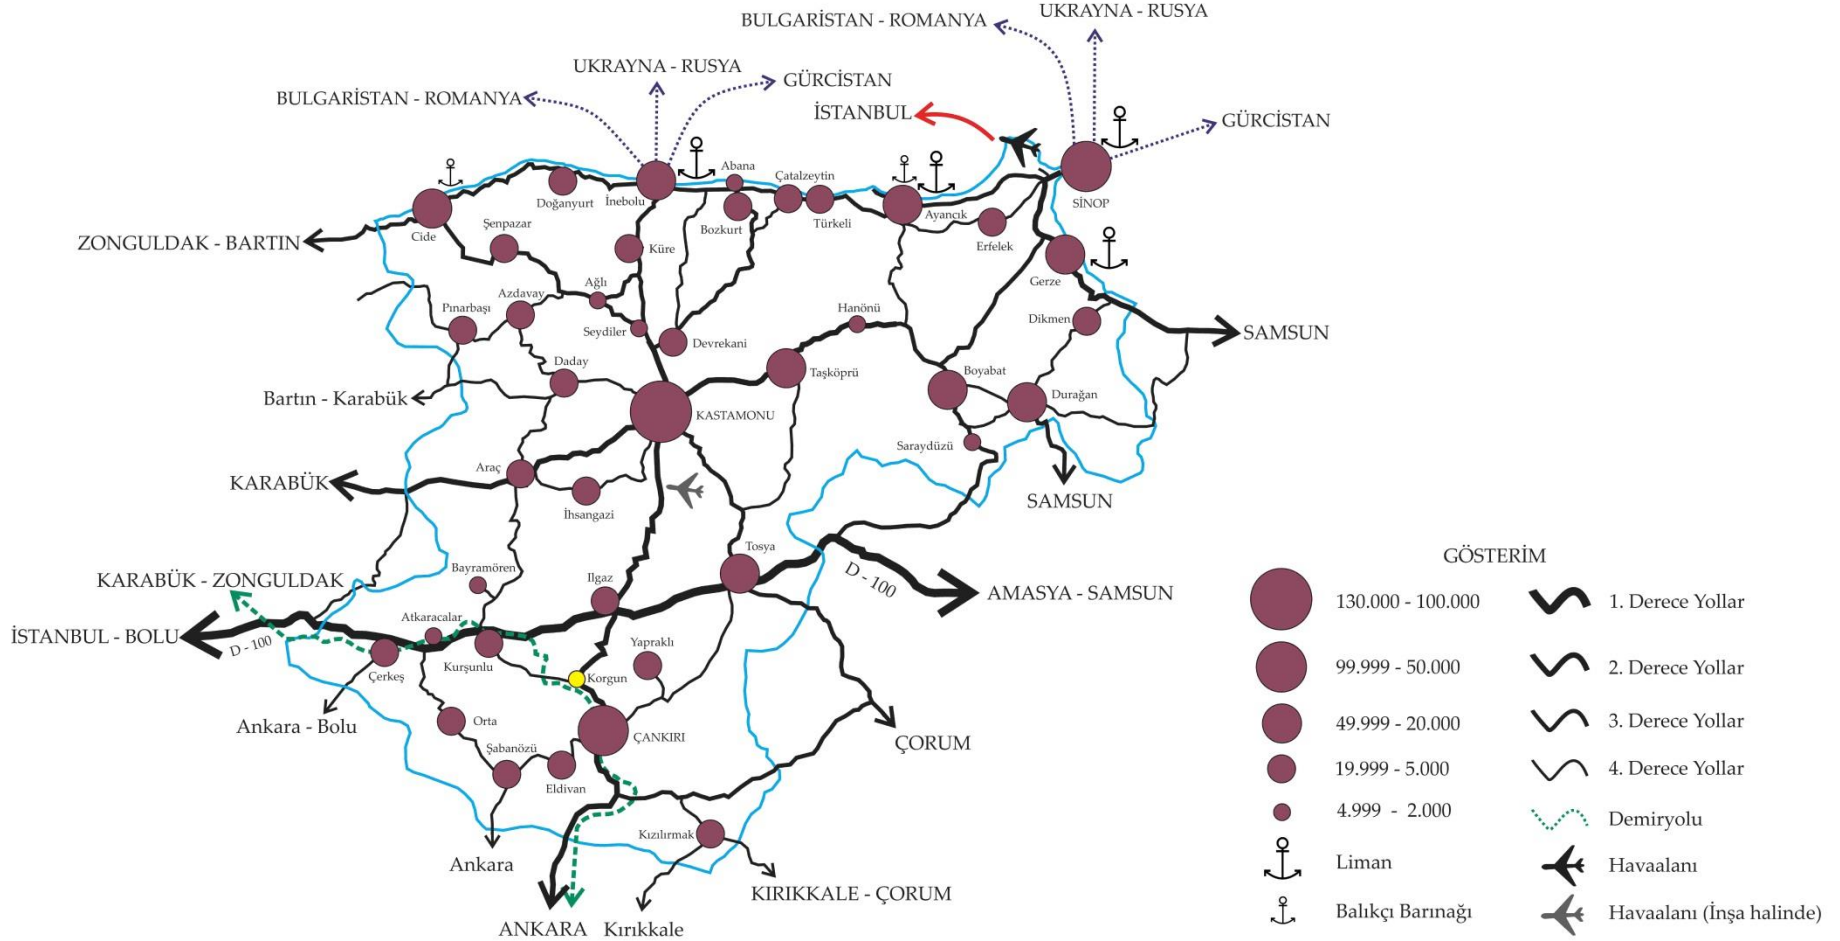 UKRAYNA - RUSYA
BULGARİSTAN - ROMANYA
UKRAYNA - RUSYA
GÜRCİSTAN
BULGARİSTAN - ROMANYA
İSTANBUL
GÜRCİSTAN
Abana
Çatalzeytin
Doğanyurt
İnebolu
SİNOP
Ayancık
Türkeli
Bozkurt
Şenpazar
Cide
ZONGULDAK - BARTIN
Küre
Erfelek
Gerze
Ağlı
Azdavay
Pınarbaşı
Hanönü
Dikmen
Seydiler
Devrekani
SAMSUN
Daday
Taşköprü
Boyabat
Durağan
Bartın - Karabük
KASTAMONU
Saraydüzü
Araç
KARABÜK
İhsangazi
SAMSUN
Tosya
GÖSTERİM
Bayramören
Ilgaz
D - 100
KARABÜK - ZONGULDAK
AMASYA - SAMSUN
130.000 - 100.000
1. Derece Yollar
Atkaracalar
İSTANBUL - BOLU
D - 100
Yapraklı
Kurşunlu
Çerkeş
Korgun
99.999 - 50.000
2. Derece Yollar
Ankara - Bolu
Orta
ÇANKIRI
49.999 - 20.000
3. Derece Yollar
ÇORUM
Şabanözü
Eldivan
19.999 - 5.000
4. Derece Yollar
4.999 - 2.000
Demiryolu
Kızılırmak
Ankara
Liman
Havaalanı
KIRIKKALE - ÇORUM
ANKARA
Kırıkkale
Balıkçı Barınağı
Havaalanı (İnşa halinde)